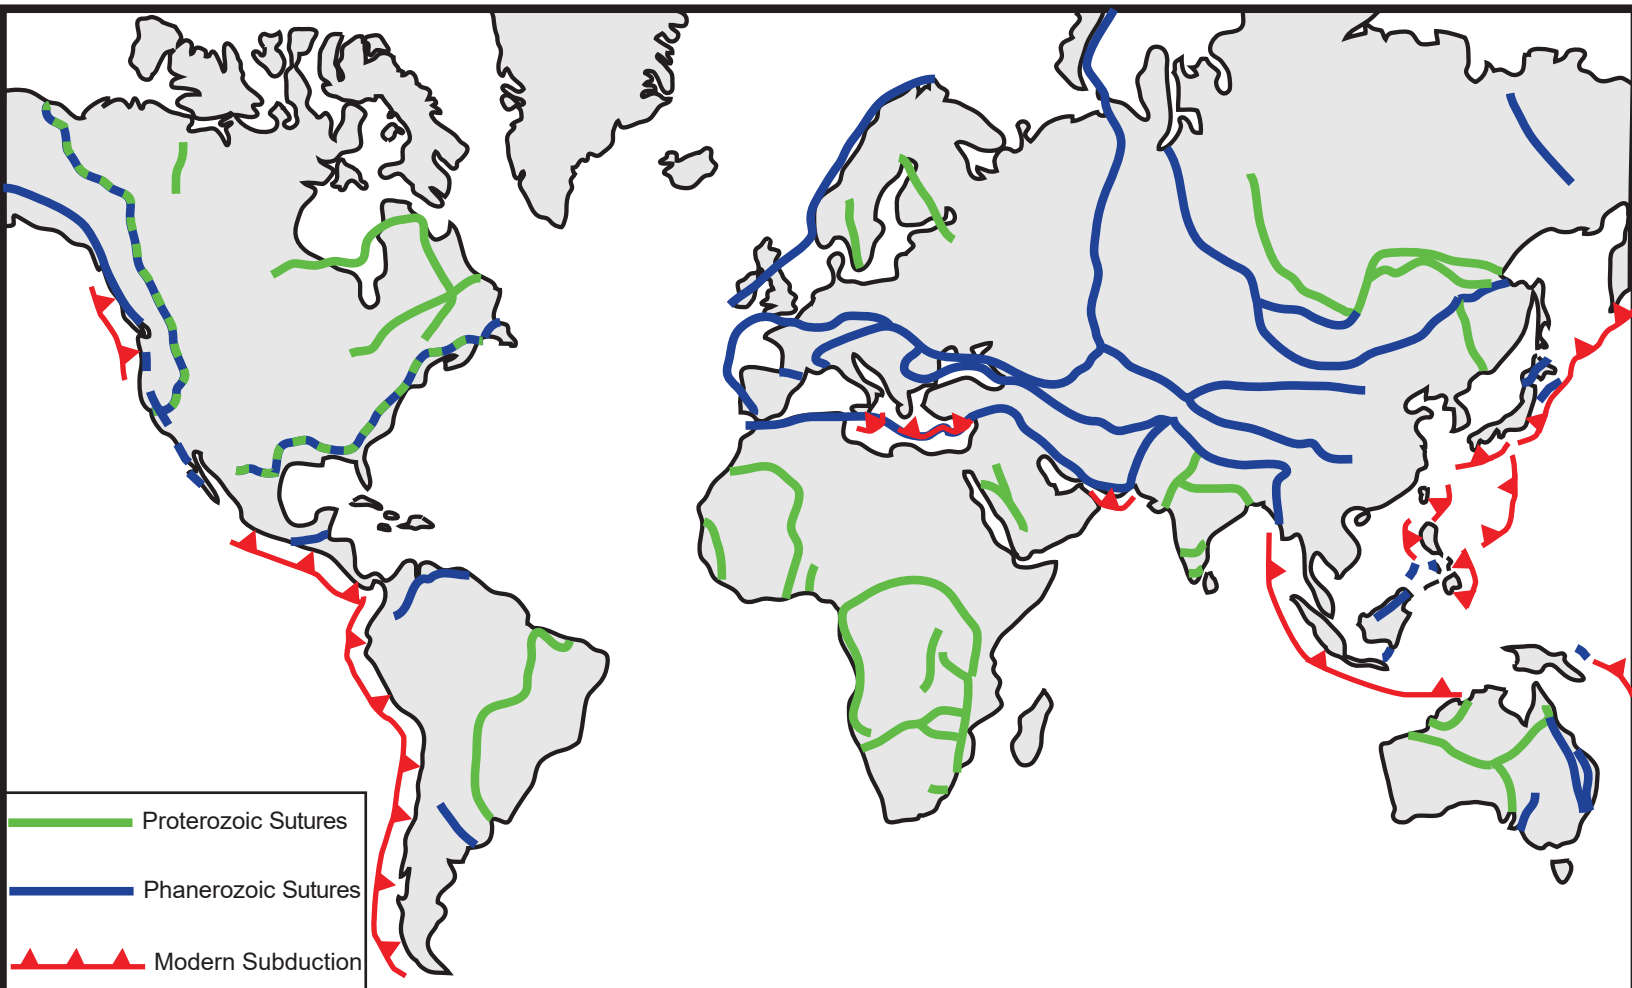 Proterozoic Sutures
Phanerozoic Sutures
Modern Subduction